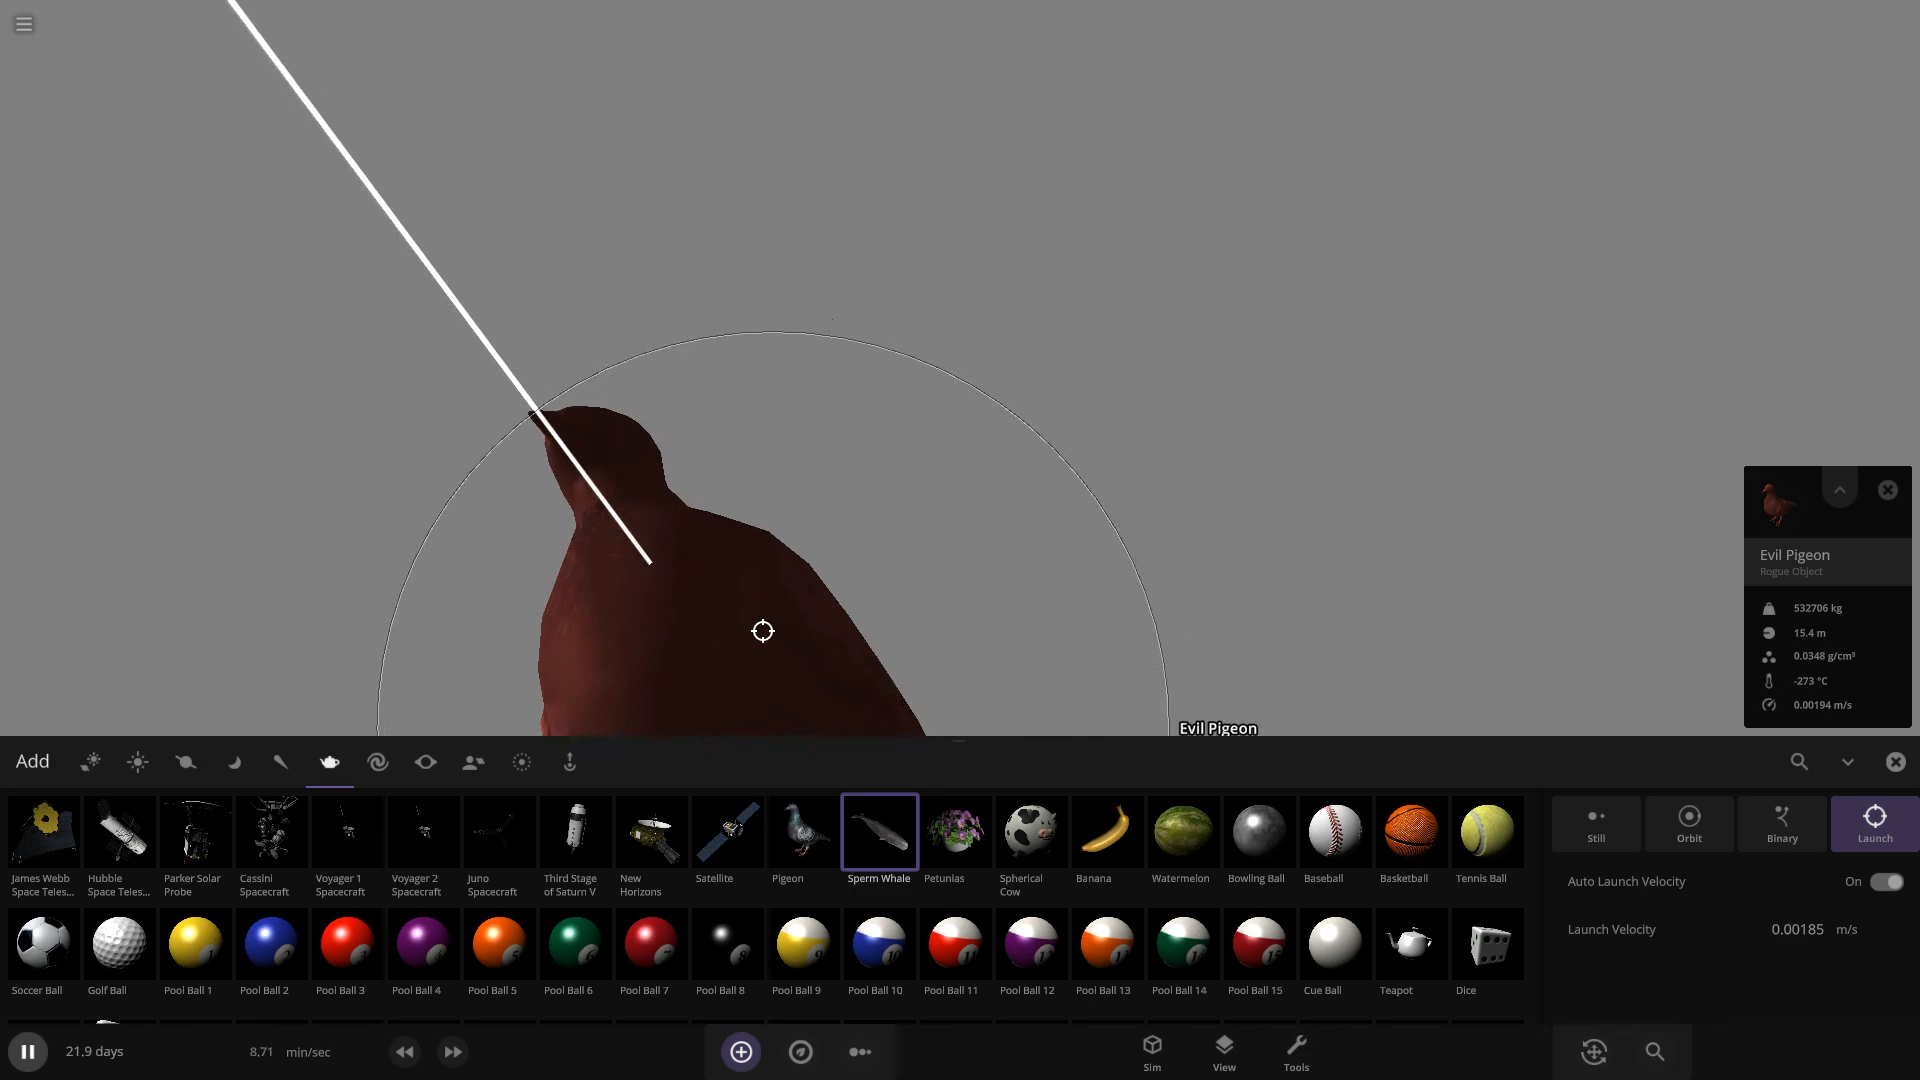 Evil Pigeon
Rogue Object
532706 kg
15.4 m
0.0348 g/cm³
-273 °C
0.00194 m/s
Evil Pigeon
Add
James Webb
Space Teles...
Hubble
Space Teles...
Parker Solar
Probe
Cassini
Spacecraft
Voyager 1
Spacecraft
Voyager 2
Spacecraft
Juno
Spacecraft
Third Stage
of Saturn V
New
Horizons
Satellite
Pigeon
Sperm Whale
Petunias
Spherical
Cow
Banana
Watermelon
Bowling Ball
Baseball
Basketball
Tennis Ball
Still
Orbit
Binary
Launch
Auto Launch Velocity
On
Launch Velocity
0.00185 m/s
Soccer Ball
Golf Ball
Pool Ball 1
Pool Ball 2
Pool Ball 3
Pool Ball 4
Pool Ball 5
Pool Ball 6
Pool Ball 7
Pool Ball 8
Pool Ball 9
Pool Ball 10
Pool Ball 11
Pool Ball 12
Pool Ball 13
Pool Ball 14
Pool Ball 15
Cue Ball
Teapot
Dice
21.9 days
8.71 min/sec
Sim
View
Tools